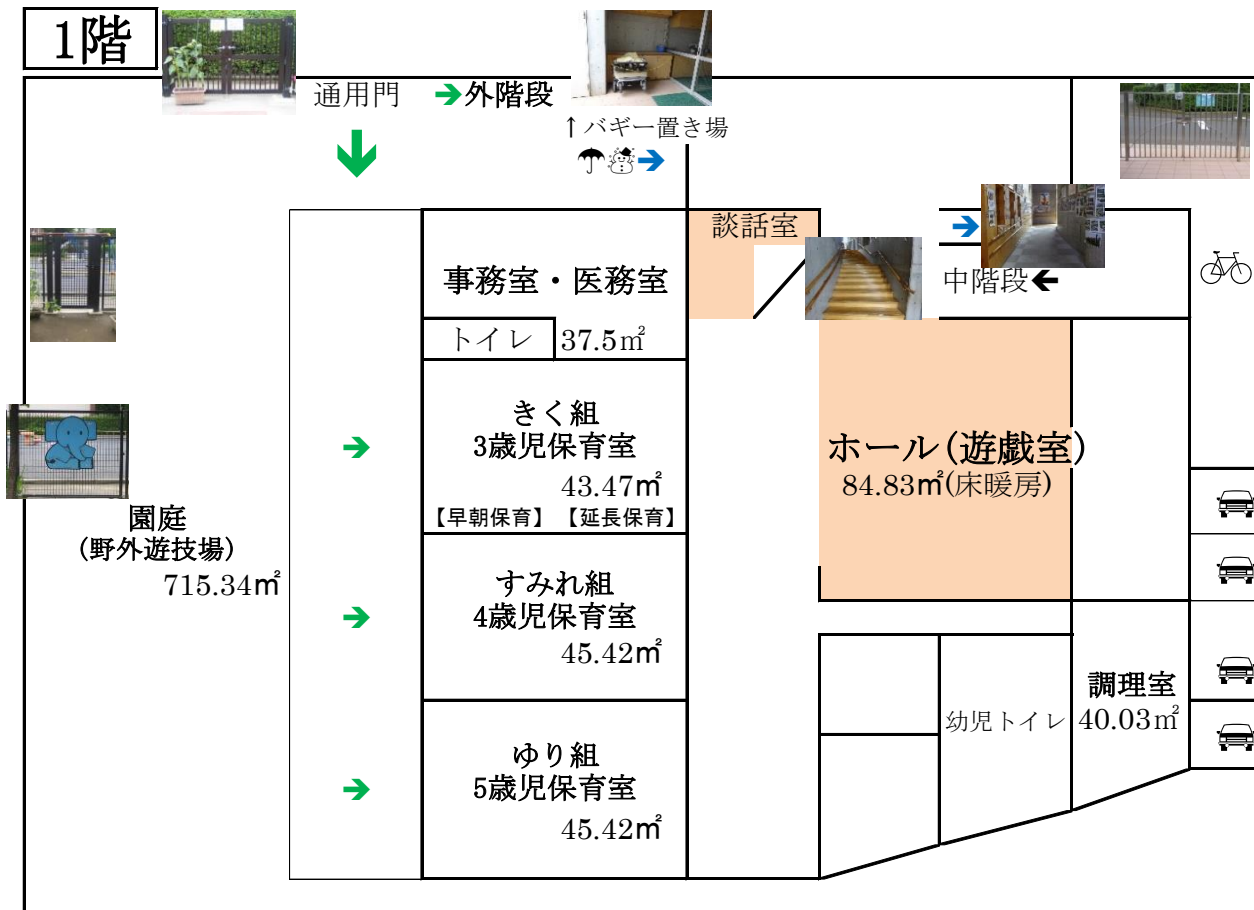 1階
通用門 ➔外階段
↑バギー置き場
談話室
事務室・医務室
中階段
トイレ 37.5㎡
きく組
3歳児保育室
43.47㎡
【早朝保育】【延長保育】
ホール(遊戯室)
84.83㎡(床暖房)
園庭
(野外遊技場)
715.34㎡
すみれ組
4歳児保育室
45.42㎡
調理室
40.03㎡
幼児トイレ
ゆり組
5歳児保育室
45.42㎡